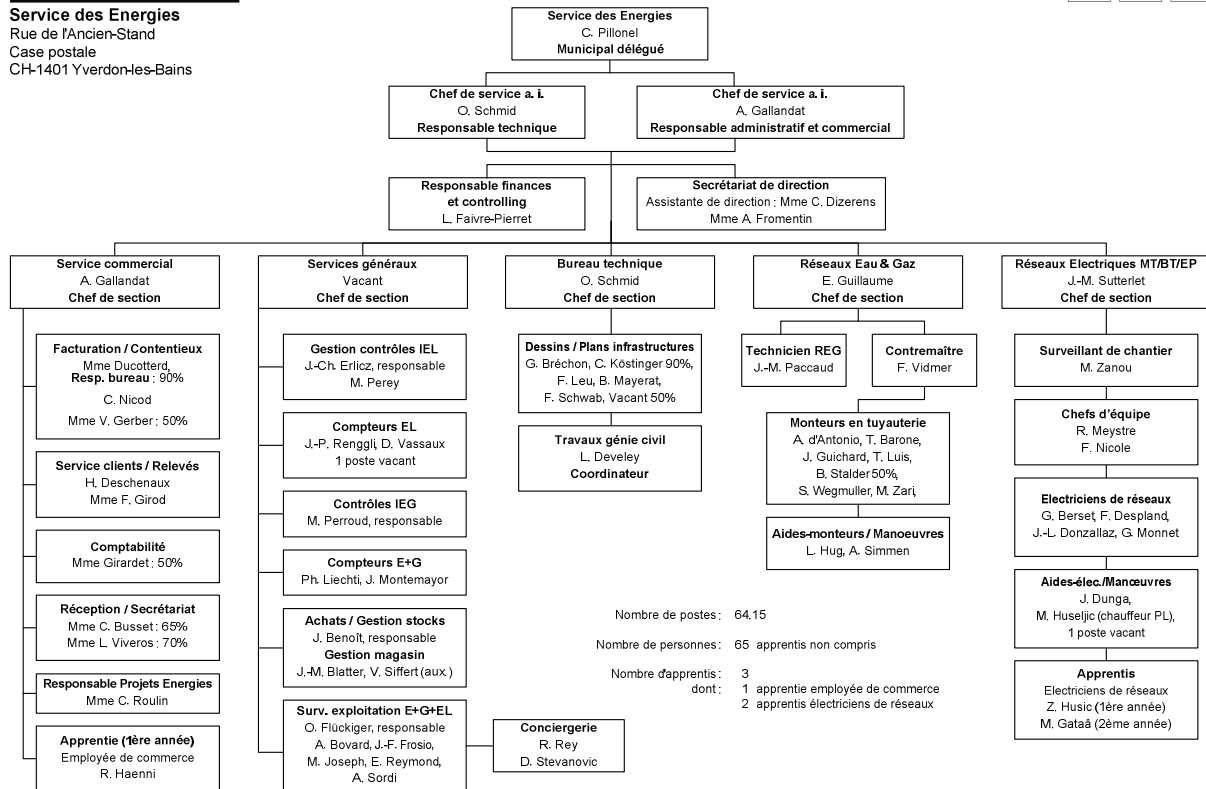 Service des Energies
Rue de l'Ancien-Stand
Case postale
CH-1401 Yverdon-les-Bains
Service des Energies
C. Pillonel
Municipal délégué
Chef de service a. i.
O. Schmid
Responsable technique
Chef de service a. i.
A. Gallandat
Responsable administratif et commercial
Responsable finances
et controlling
L. Faivre-Pierret
Secrétariat de direction
Assistante de direction : Mme C. Dizerens
Mme A. Fromentin
Service commercial
A. Gallandat
Chef de section
Facturation / Contentieux
Mme Ducotterd,
Resp. bureau : 90%
C. Nicod
Mme V. Gerber : 50%
Service clients / Relevés
H. Deschenaux
Mme F. Girod
Comptabilité
Mme Girardet : 50%
Réception / Secrétariat
Mme C. Busset : 65%
Mme L. Viveros : 70%
Responsable Projets Energies
Mme C. Roulin
Apprentie (1ère année)
Employée de commerce
R. Haenni
Services généraux
Vacant
Chef de section
Gestion contrôles IEL
J.-Ch. Erlicz, responsable
M. Perey
Compteurs EL
J.-P. Renggli, D. Vassaux
1 poste vacant
Contrôles IEG
M. Perroud, responsable
Compteurs E+G
Ph. Liechti, J. Montemayor
Achats / Gestion stocks
J. Benoît, responsable
Gestion magasin
J.-M. Blatter, V. Siffert (aux.)
Surv. exploitation E+G+EL
O. Flückiger, responsable
A. Bovard, J.-F. Frosio,
M. Joseph, E. Reymond,
A. Sordi
Conciergerie
R. Rey
D. Stevanovic
Bureau technique
O. Schmid
Chef de section
Dessins / Plans infrastructures
G. Bréchon, C. Köstinger 90%,
F. Leu, B. Mayerat,
F. Schwab, Vacant 50%
Travaux génie civil
L. Develey
Coordinateur
Réseaux Eau & Gaz
E. Guillaume
Chef de section
Technicien REG
J.-M. Paccaud
Contremaître
F. Vidmer
Monteurs en tuyauterie
A. d'Antonio, T. Barone,
J. Guichard, T. Luis,
B. Stalder 50%,
S. Wegmuller, M. Zari,
Aides-monteurs / Manoeuvres
L. Hug, A. Simmen
Réseaux Electriques MT/BT/EP
J.-M. Sutterlet
Chef de section
Surveillant de chantier
M. Zanou
Chefs d'équipe
R. Meystre
F. Nicole
Electriciens de réseaux
G. Berset, F. Despland,
J.-L. Donzallaz, G. Monnet
Aides-élec./Manœuvres
J. Dunga,
M. Huseljic (chauffeur PL),
1 poste vacant
Apprentis
Electriciens de réseaux
Z. Husic (1ère année)
M. Gataâ (2ème année)
Nombre de postes : 64,15
Nombre de personnes : 65 apprentis non compris
Nombre d'apprentis : 3
dont : 1 apprentie employée de commerce
2 apprentis électriciens de réseaux